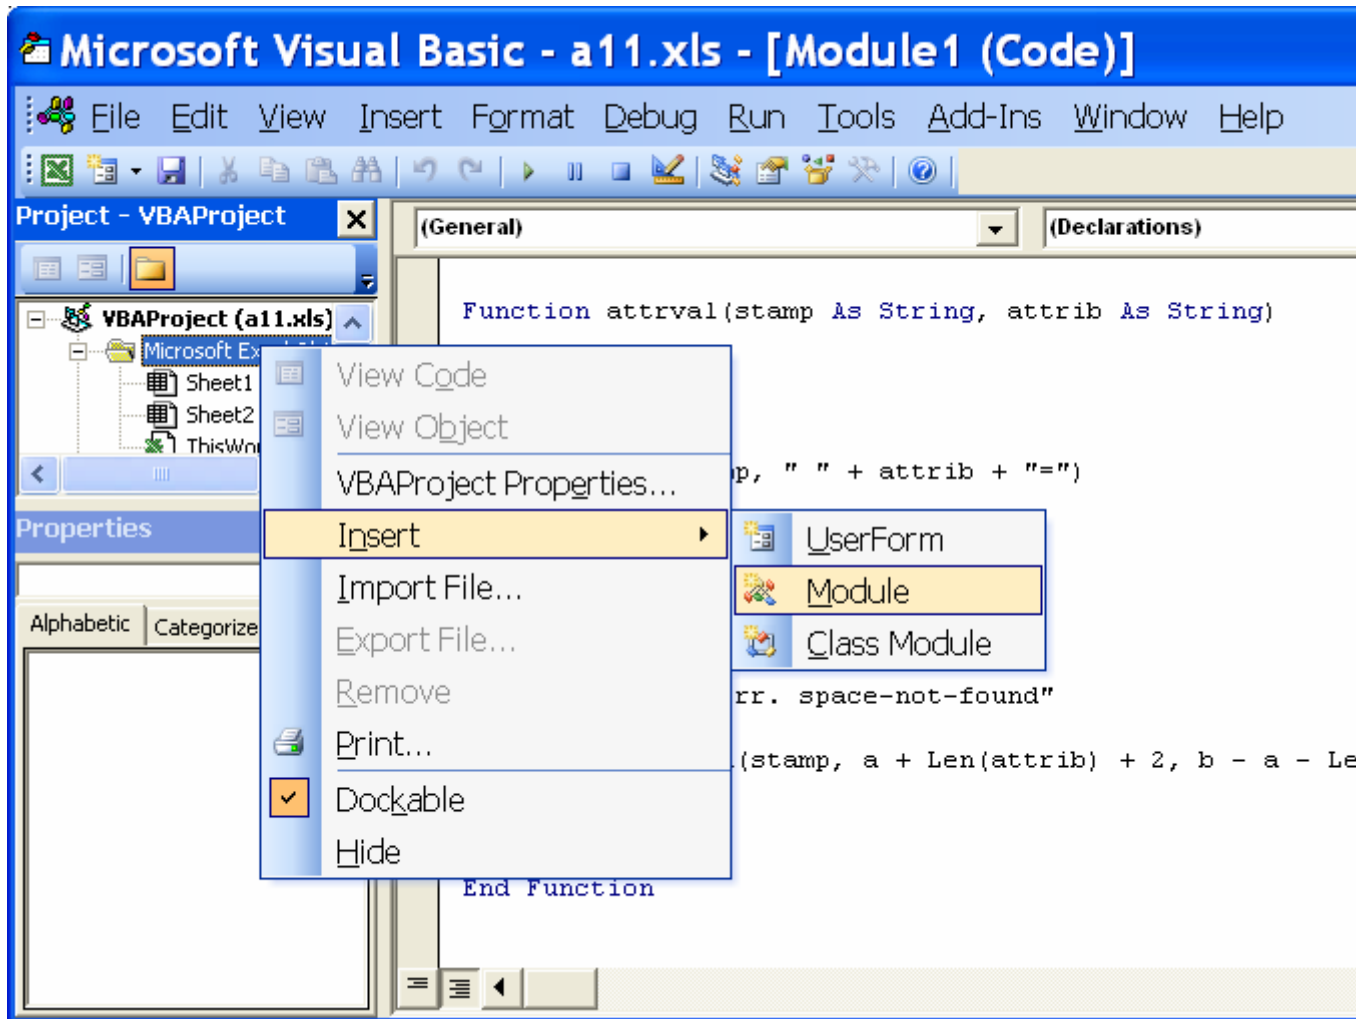 Microsoft Visual Basic - a11.xls - [Module1 (Code)]
File Edit View Insert Format Debug Run Tools Add-Ins Window Help
Project - VBAProject
(General) (Declarations)
VBAProject (a11.xls)
Microsoft
Sheet1
Sheet2
Function attrval(stamp As String, attrib As String)
View Code
View Object
VBAProject Properties...
Insert
Import File...
Export File...
Remove
Print...
Dockable
Hide
UserForm
Module
Class Module
Properties
Alphabetic
, " " + attrib + "=")
space-not-found"
(stamp, a + Len(attrib) + 2, b - a -
End Function